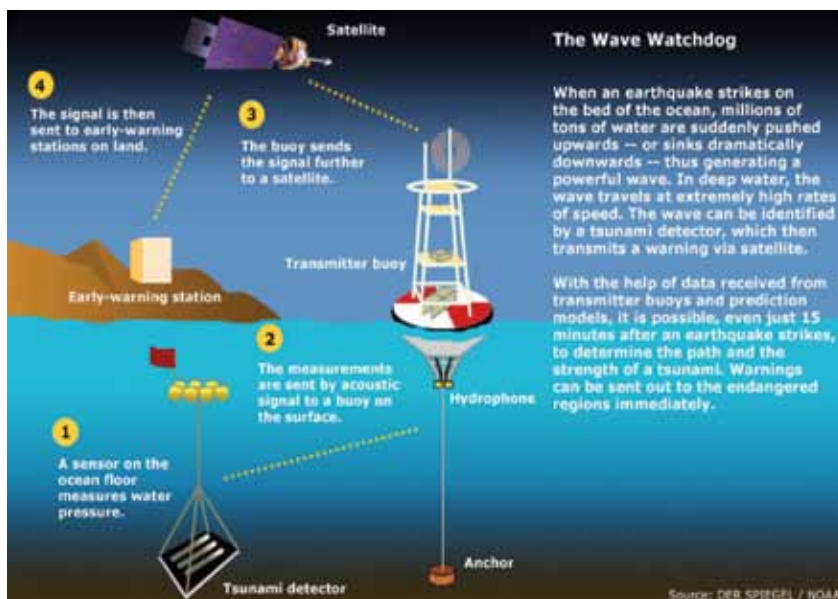 Satellite
The Wave Watchdog
4
The signal is then
sent to early-warning
stations on land.
3
The buoy sends
the signal further
to a satellite.
When an earthquake strikes on
the bed of the ocean, millions of
tons of water are suddenly pushed
upwards -- or sinks dramatically
downwards -- thus generating a
powerful wave. In deep water, the
wave travels at extremely high rates
of speed. The wave can be identified
by a tsunami detector, which then
transmits a warning via satellite.
With the help of data received from
transmitter buoys and prediction
models, it is possible, even just 15
minutes after an earthquake strikes,
to determine the path and the
strength of a tsunami. Warnings
can be sent out to the endangered
regions immediately.
Transmitter buoy
Early-warning station
2
The measurements
are sent by acoustic
signal to a buoy on
the surface.
Hydrophone
1
A sensor on the
ocean floor
measures water
pressure.
Anchor
Tsunami detector
Source: DER SPIEGEL / NOAA